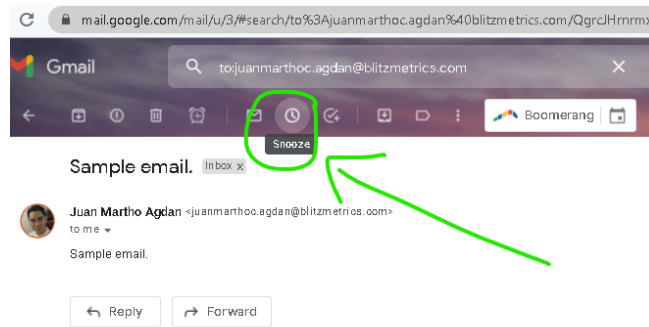 mail.google.com/mail/u/3/#search/to%3Ajuanmarthoc.agdan%40blitzmetrics.com/QgrcJHrnrm
Gmail
to:juanmarthoc.agdan@blitzmetrics.com
Boomerang
Snooze
Sample email. Inbox x
Juan Martho Agdan <juanmarthoc.agdan@blitzmetrics.com>
to me
Sample email.
Reply Forward